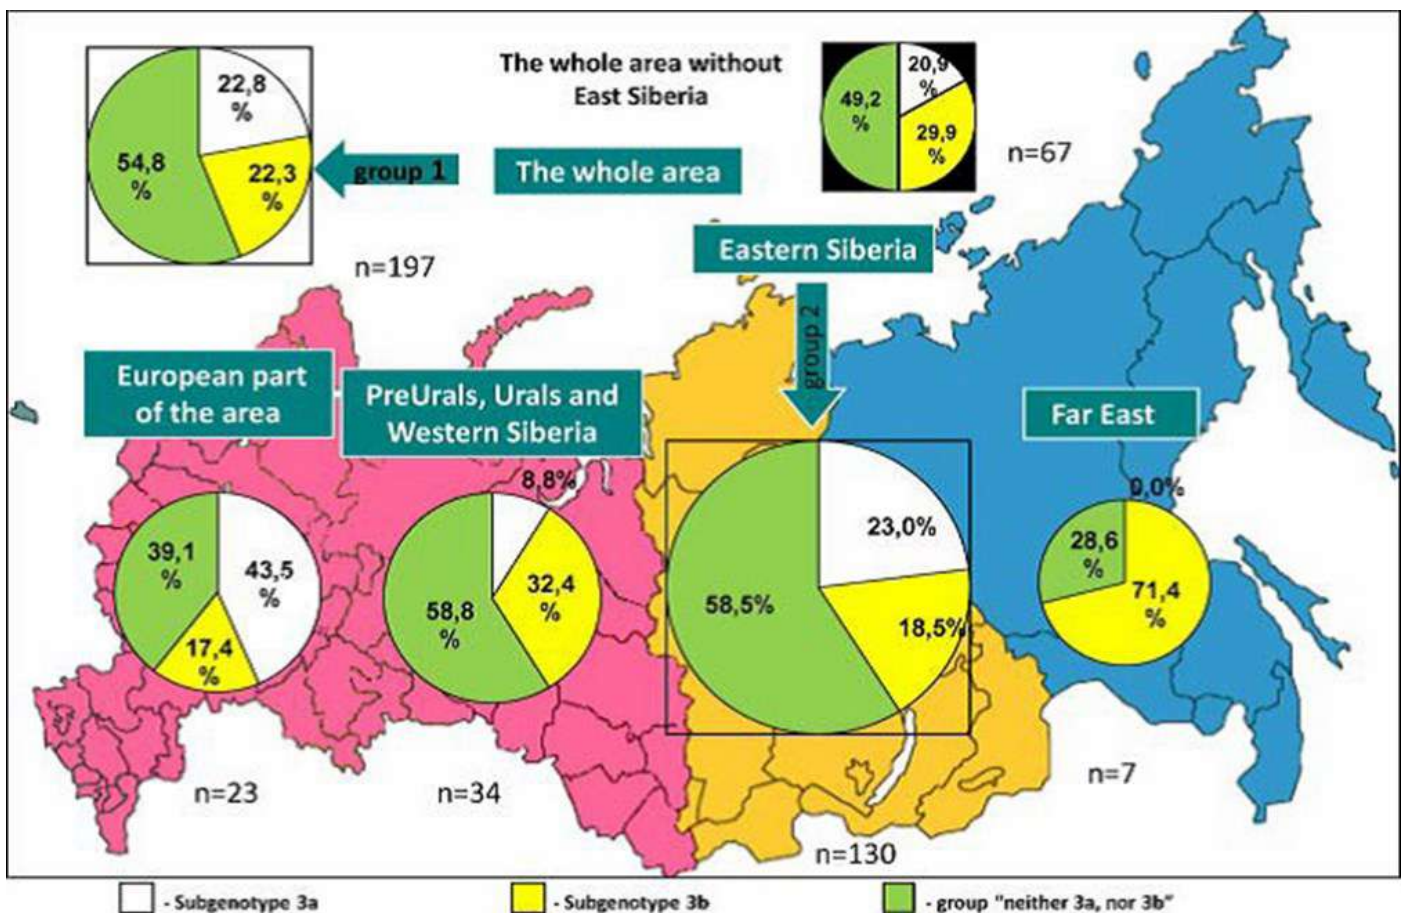 22,8
%
54,8
%
22,3
%
group 1
The whole area
The whole area without
East Siberia
20,9
%
49,2
%
29,9
%
n=67
n=197
Eastern Siberia
group 2
European part
of the area
PreUrals, Urals and
Western Siberia
Far East
39,1
%
43,5
%
17,4
%
8,8%
32,4
%
58,8
%
23,0%
58,5%
18,5%
0,0%
28,6
%
71,4
%
n=23
n=34
n=130
n=7
- Subgenotype 3a
- Subgenotype 3b
- group "neither 3a, nor 3b"